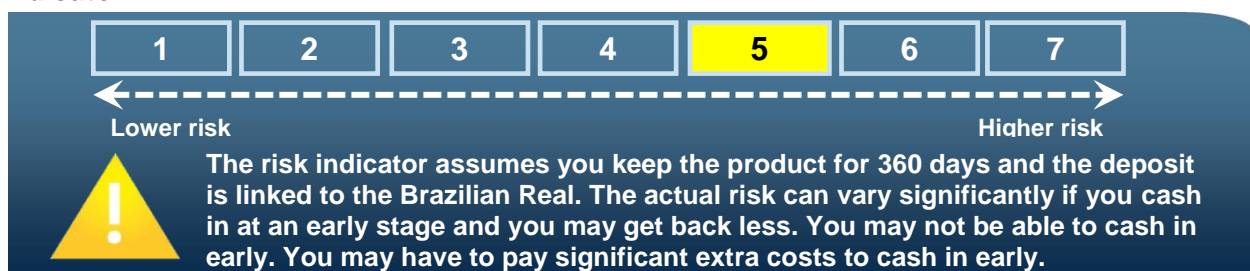 1 2 3 4 5 6 7
Lower risk Higher risk
The risk indicator assumes you keep the product for 360 days and the deposit
is linked to the Brazilian Real. The actual risk can vary significantly if you cash
in at an early stage and you may get back less. You may not be able to cash in
early. You may have to pay significant extra costs to cash in early.